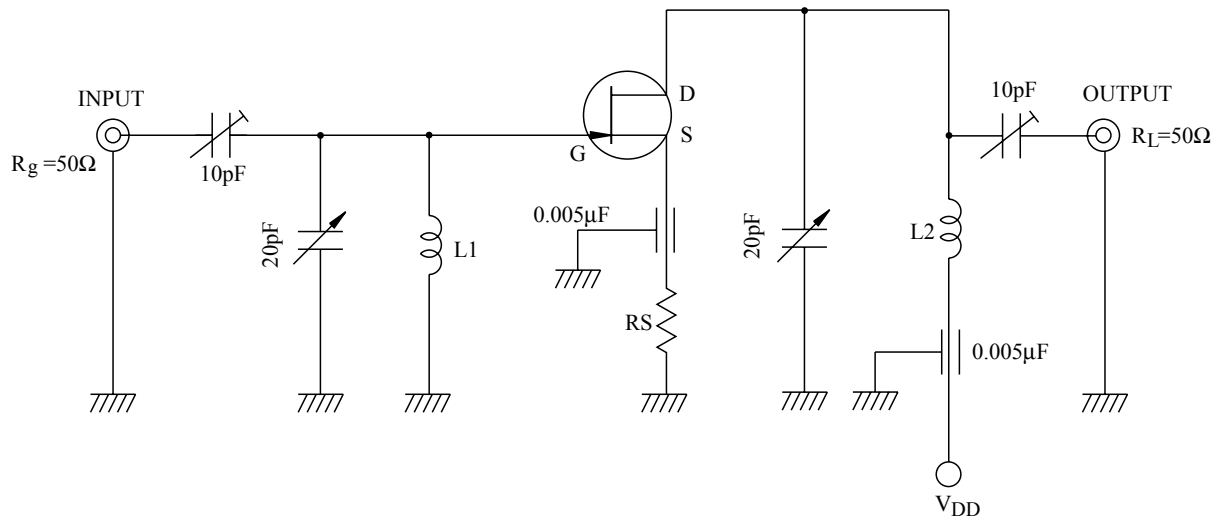 INPUT
Rg =50Ω
10pF
20pF
L1
G
D
S
0.005µF
RS
20pF
L2
0.005µF
VDD
10pF
OUTPUT
RL=50Ω